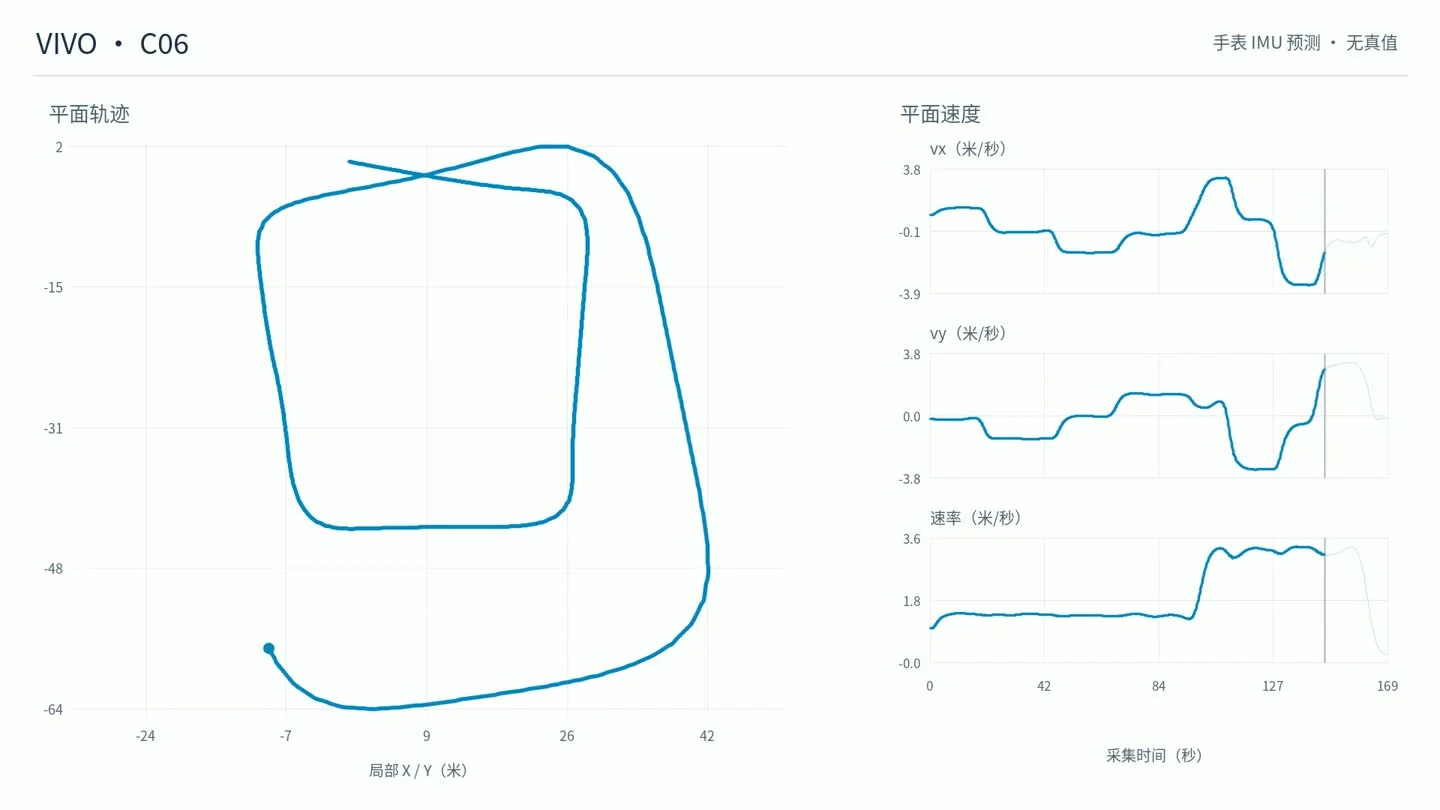 VIVO • C06
手表 IMU 预测 • 无真值
平面轨迹
2
-15
-31
-48
-64
-24 -7 9 26 42
局部 X / Y（米）
平面速度
vx（米/秒）
3.8
-0.1
-3.9
vy（米/秒）
3.8
0.0
-3.8
速率（米/秒）
3.6
1.8
-0.0
0 42 84 127 169
采集时间（秒）